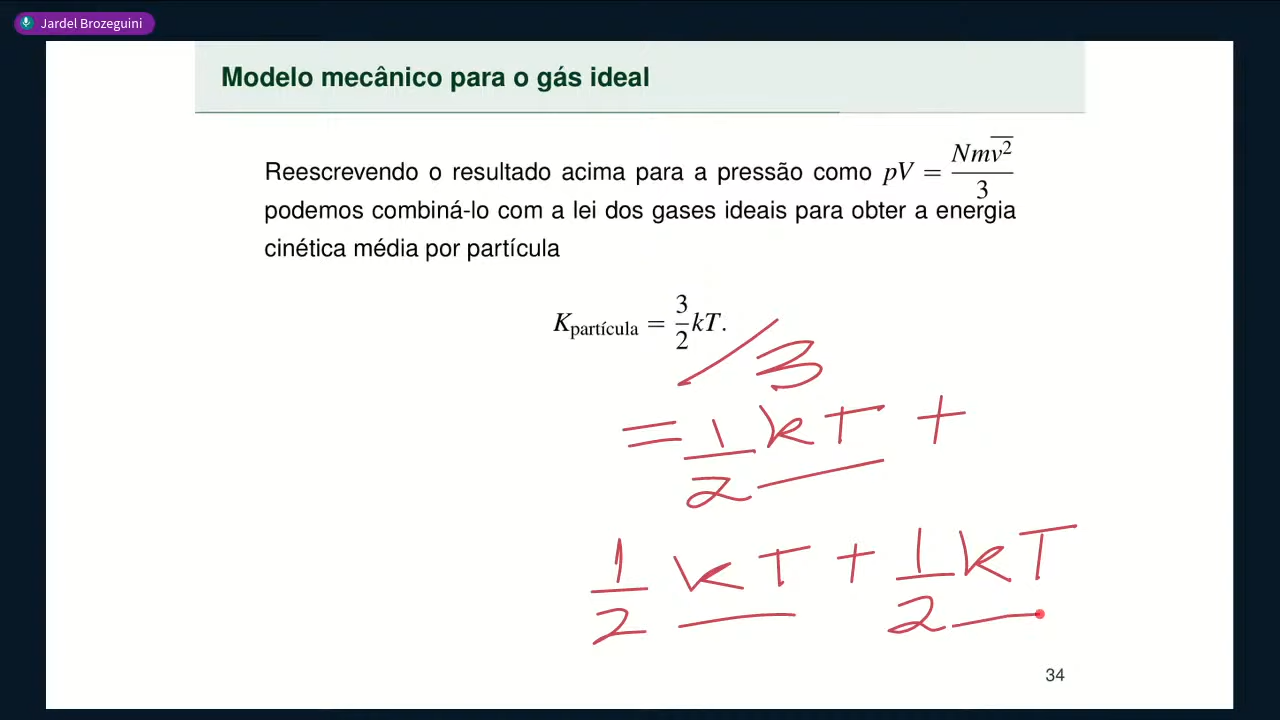 Jardel Brozeguini
Modelo mecânico para o gás ideal
Reescrevendo o resultado acima para a pressão como pV = Nmv̅²/3
podemos combiná-lo com a lei dos gases ideais para obter a energia
cinética média por partícula
K_partícula = 3/2 kT.
/ 3
= 1/2 kT +
1/2 kT + 1/2 kT
34